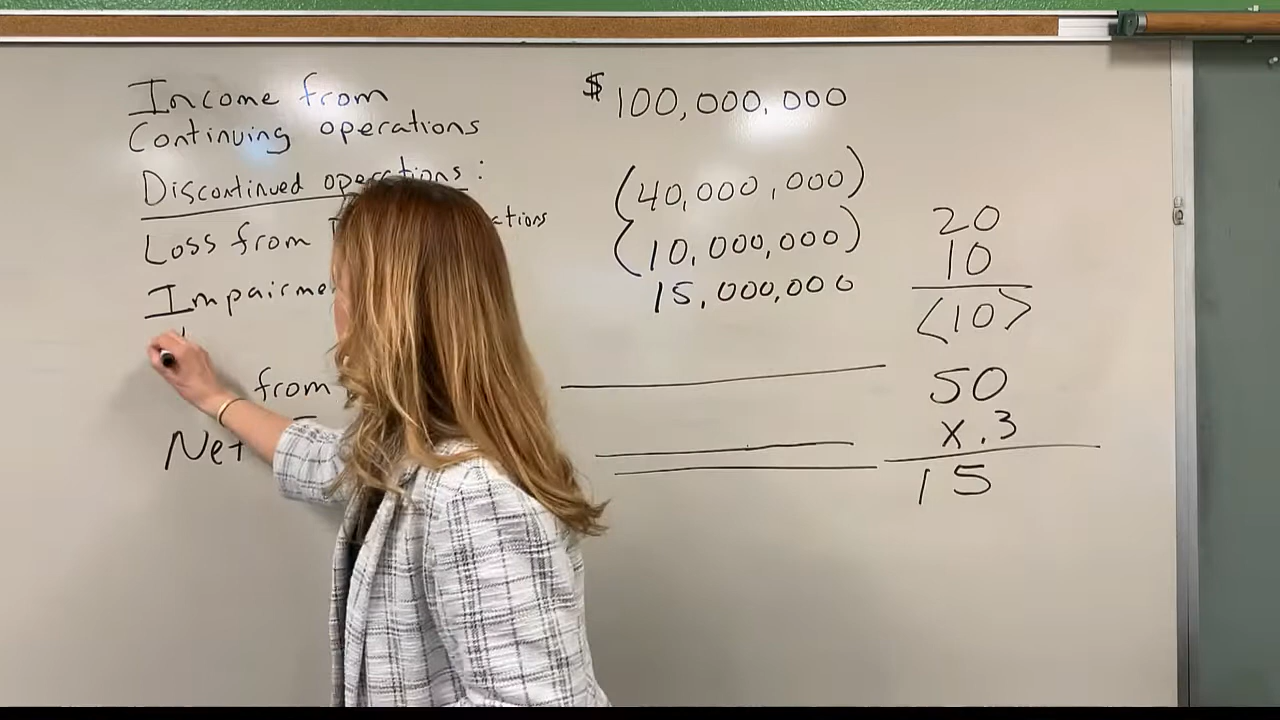 Income from
Continuing operations
$100,000,000
Discontinued operations:
(40,000,000)
Loss from
(10,000,000)
15,000,000
from
Net
20
10
<10>
50
x.3
15